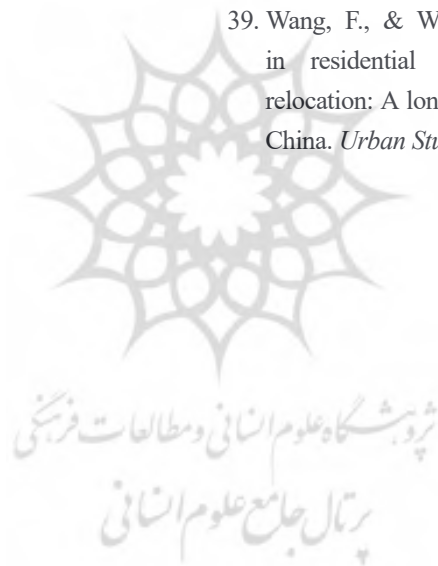 39. Wang, F., & W
in residential
relocation: A lon
China. Urban Stu
پژوهشگاه علوم انسانی و مطالعات فرهنگی
پرتال جامع علوم انسانی